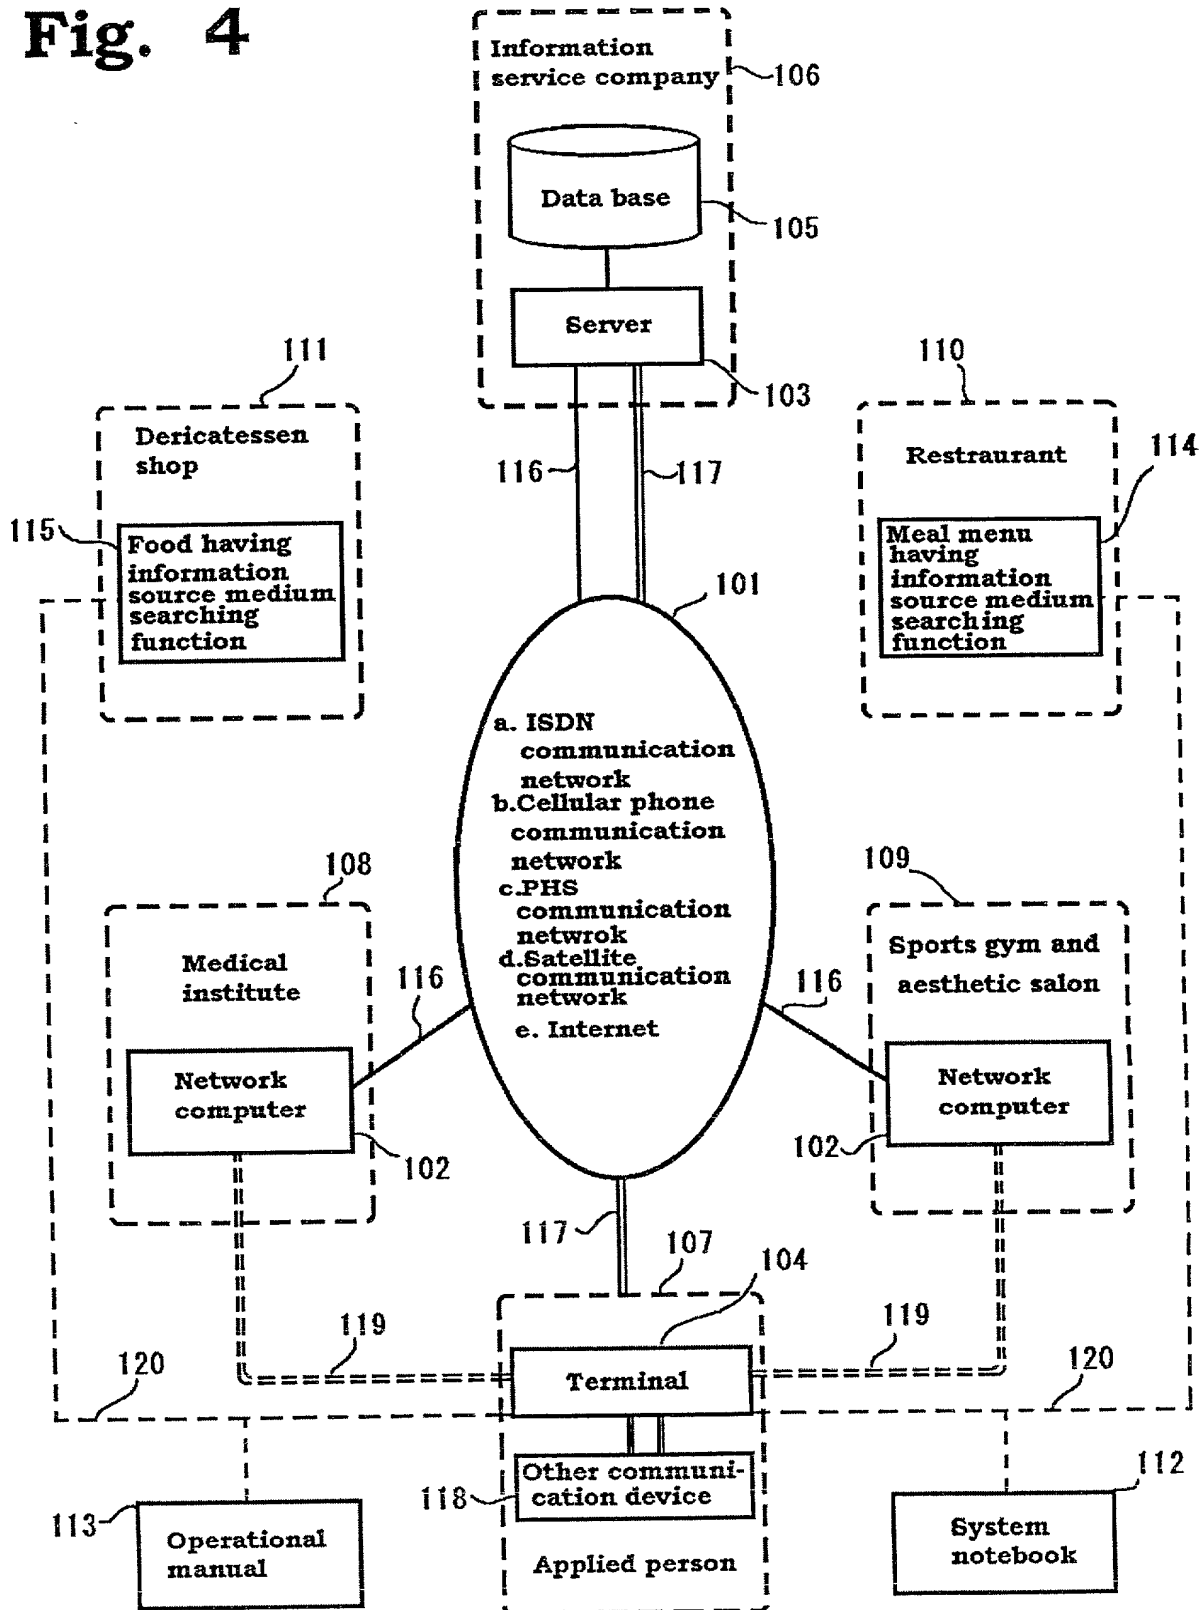 Fig. 4
Information
service company
106
Data base
105
Server
103
111
110
Dericatessen
shop
116
117
Restraurant
114
115
Food having
information
source medium
searching
function
Meal menu
having
information
source medium
searching
function
101
a. ISDN
communication
network
b.Cellular phone
communication
network
c.PHS
communication
netwrok
d.Satellite
communication
network
e. Internet
108
109
Medical
institute
116
116
Sports gym and
aesthetic salon
Network
computer
102
Network
computer
102
117
107
104
119
119
120
120
Terminal
118
Other communi-
cation device
Applied person
113
Operational
manual
112
System
notebook